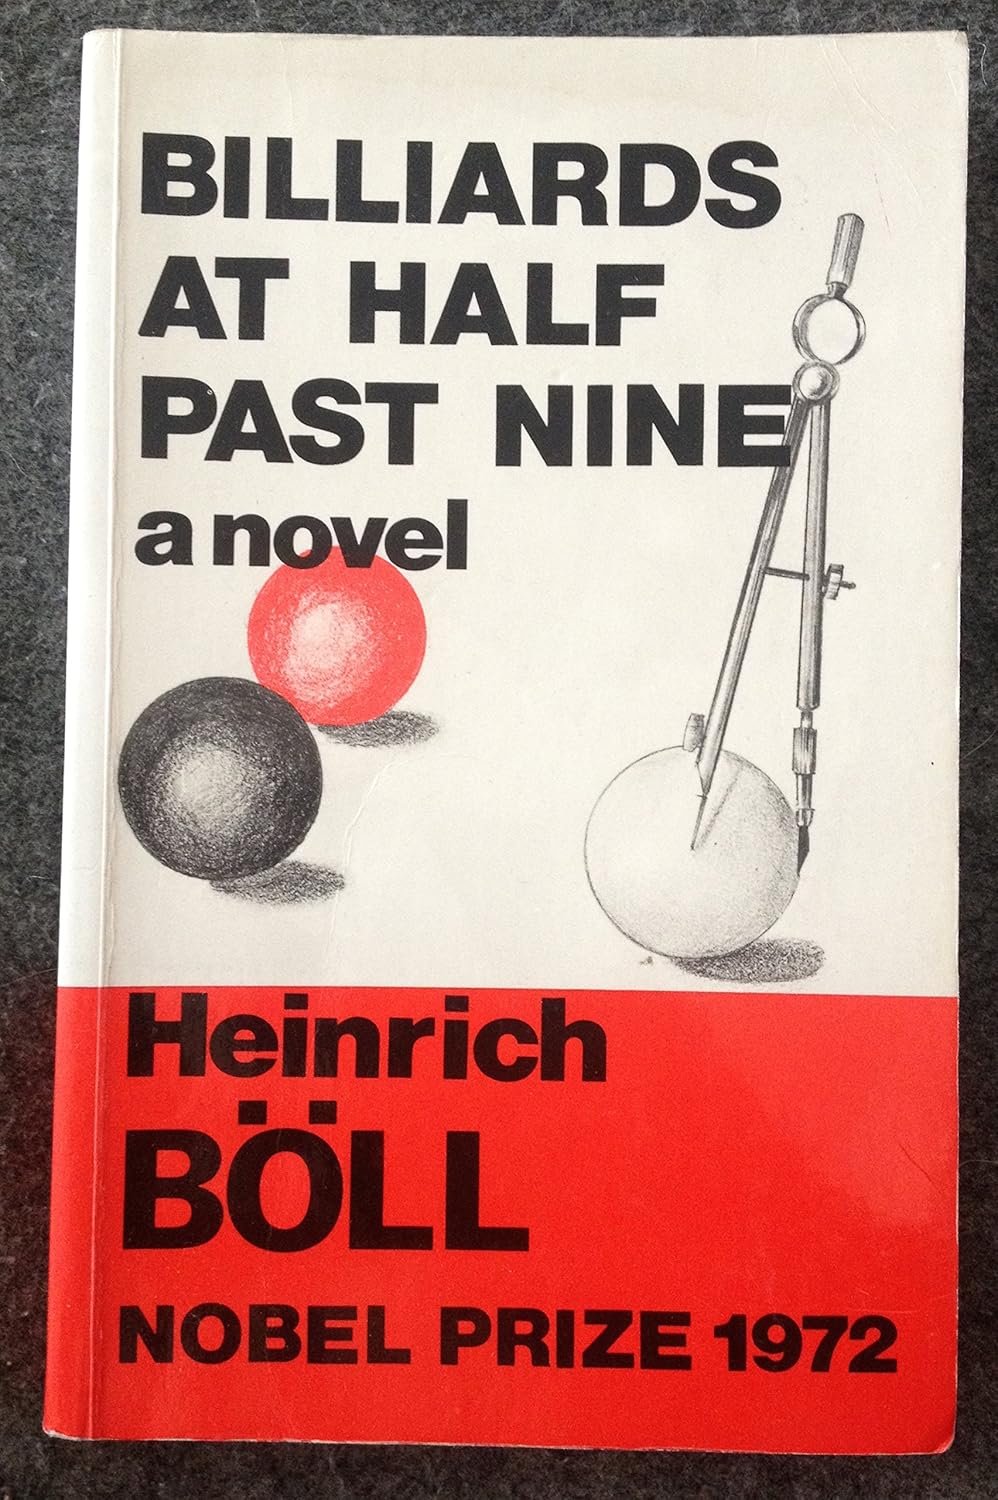 BILLIARDS
AT HALF
PAST NINE
a novel
Heinrich
BÖLL
NOBEL PRIZE 1972